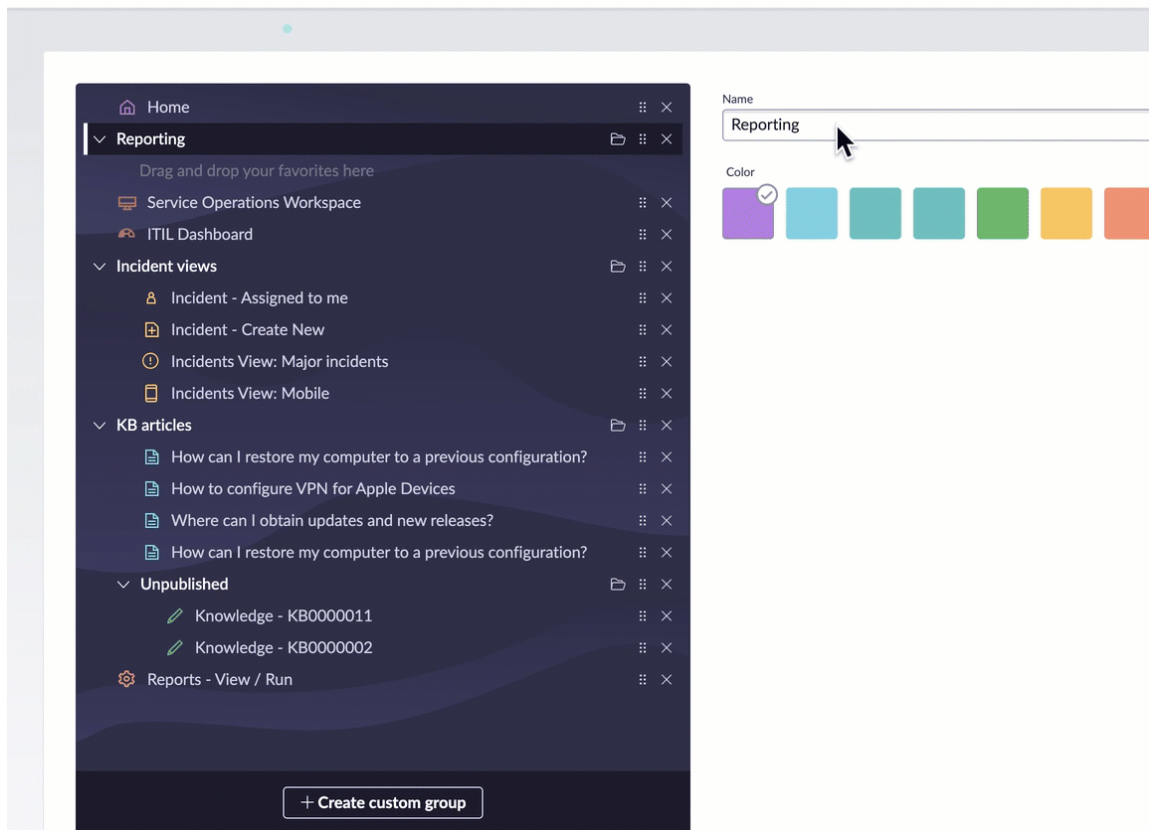 Home
Reporting
Drag and drop your favorites here
Service Operations Workspace
ITIL Dashboard
Incident views
Incident - Assigned to me
Incident - Create New
Incidents View: Major incidents
Incidents View: Mobile
KB articles
How can I restore my computer to a previous configuration?
How to configure VPN for Apple Devices
Where can I obtain updates and new releases?
How can I restore my computer to a previous configuration?
Unpublished
Knowledge - KB0000011
Knowledge - KB0000002
Reports - View / Run
+ Create custom group
Name
Reporting
Color